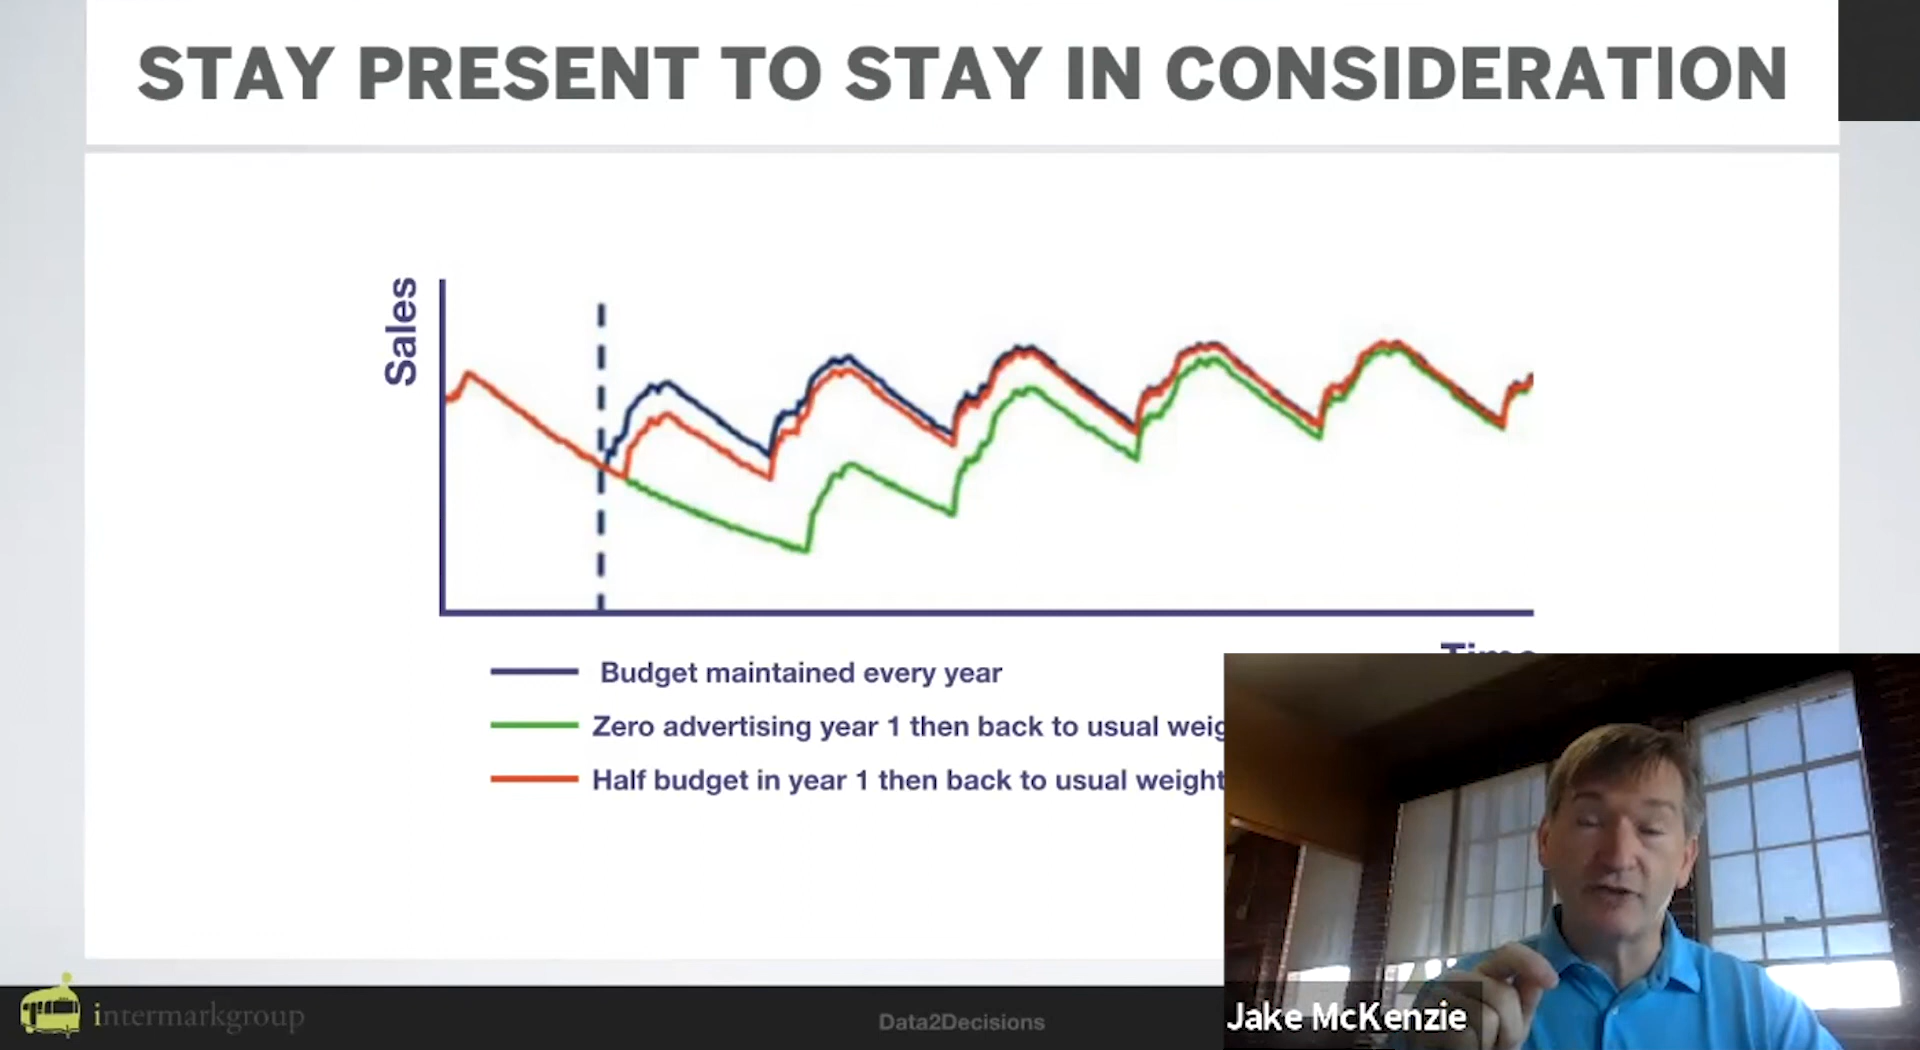 STAY PRESENT TO STAY IN CONSIDERATION
Sales
Time
Budget maintained every year
Zero advertising year 1 then back to usual
Half budget in year 1 then back to usual weight
intermarkgroup
Data2Decisions
Jake McKenzie